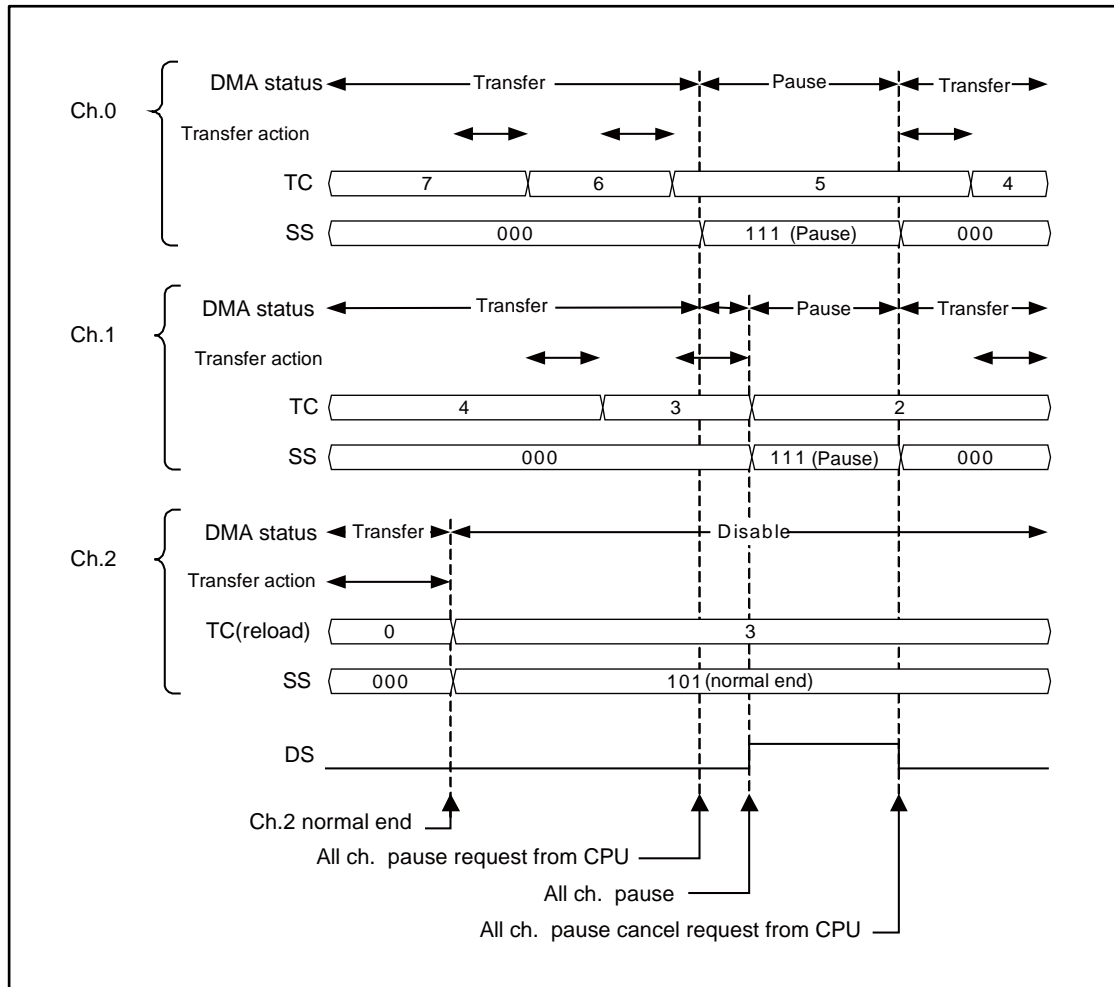 Ch.0
DMA status Transfer Pause Transfer
Transfer action
TC 7 6 5 4
SS 000 111 (Pause) 000
Ch.1
DMA status Transfer Pause Transfer
Transfer action
TC 4 3 2
SS 000 111 (Pause) 000
Ch.2
DMA status Transfer Disable
Transfer action
TC(reload) 0 3
SS 000 101(normal end)
DS
Ch.2 normal end
All ch. pause request from CPU
All ch. pause
All ch. pause cancel request from CPU